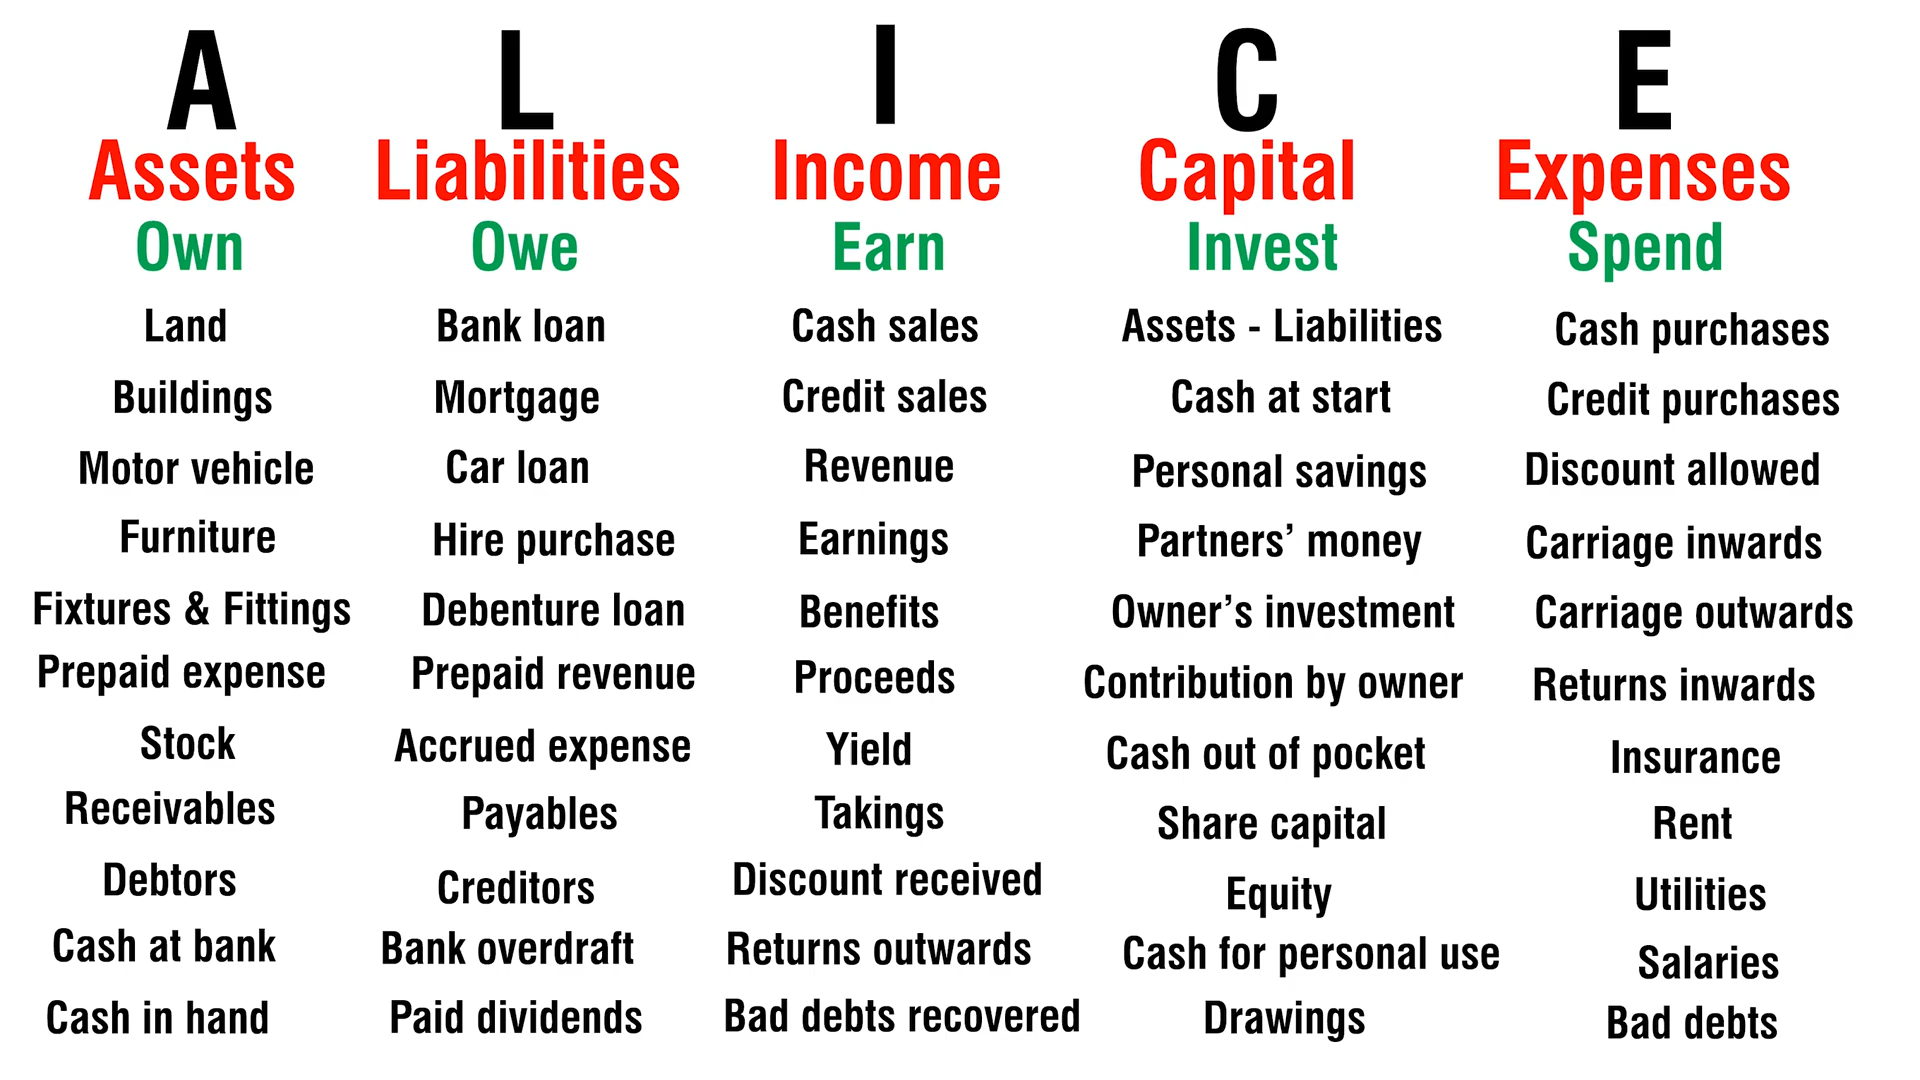 A L I C E
Assets Liabilities Income Capital Expenses
Own Owe Earn Invest Spend
Land Bank loan Cash sales Assets - Liabilities Cash purchases
Buildings Mortgage Credit sales Cash at start Credit purchases
Motor vehicle Car loan Revenue Personal savings Discount allowed
Furniture Hire purchase Earnings Partners’ money Carriage inwards
Fixtures & Fittings Debenture loan Benefits Owner’s investment Carriage outwards
Prepaid expense Prepaid revenue Proceeds Contribution by owner Returns inwards
Stock Accrued expense Yield Cash out of pocket Insurance
Receivables Payables Takings Share capital Rent
Debtors Creditors Discount received Equity Utilities
Cash at bank Bank overdraft Returns outwards Cash for personal use Salaries
Cash in hand Paid dividends Bad debts recovered Drawings Bad debts